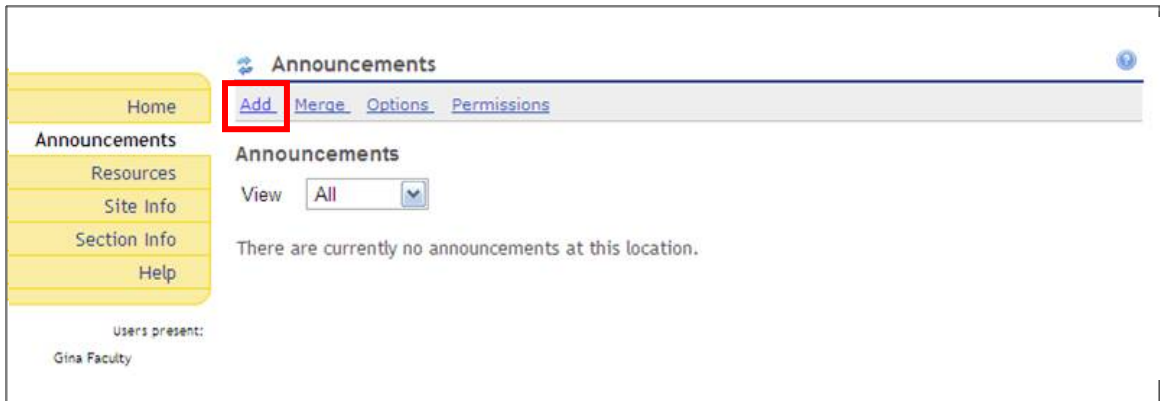 Announcements
Home
Announcements
Resources
Site Info
Section Info
Help
Users present:
Gina Faculty
Add Merge Options Permissions
Announcements
View All
There are currently no announcements at this location.